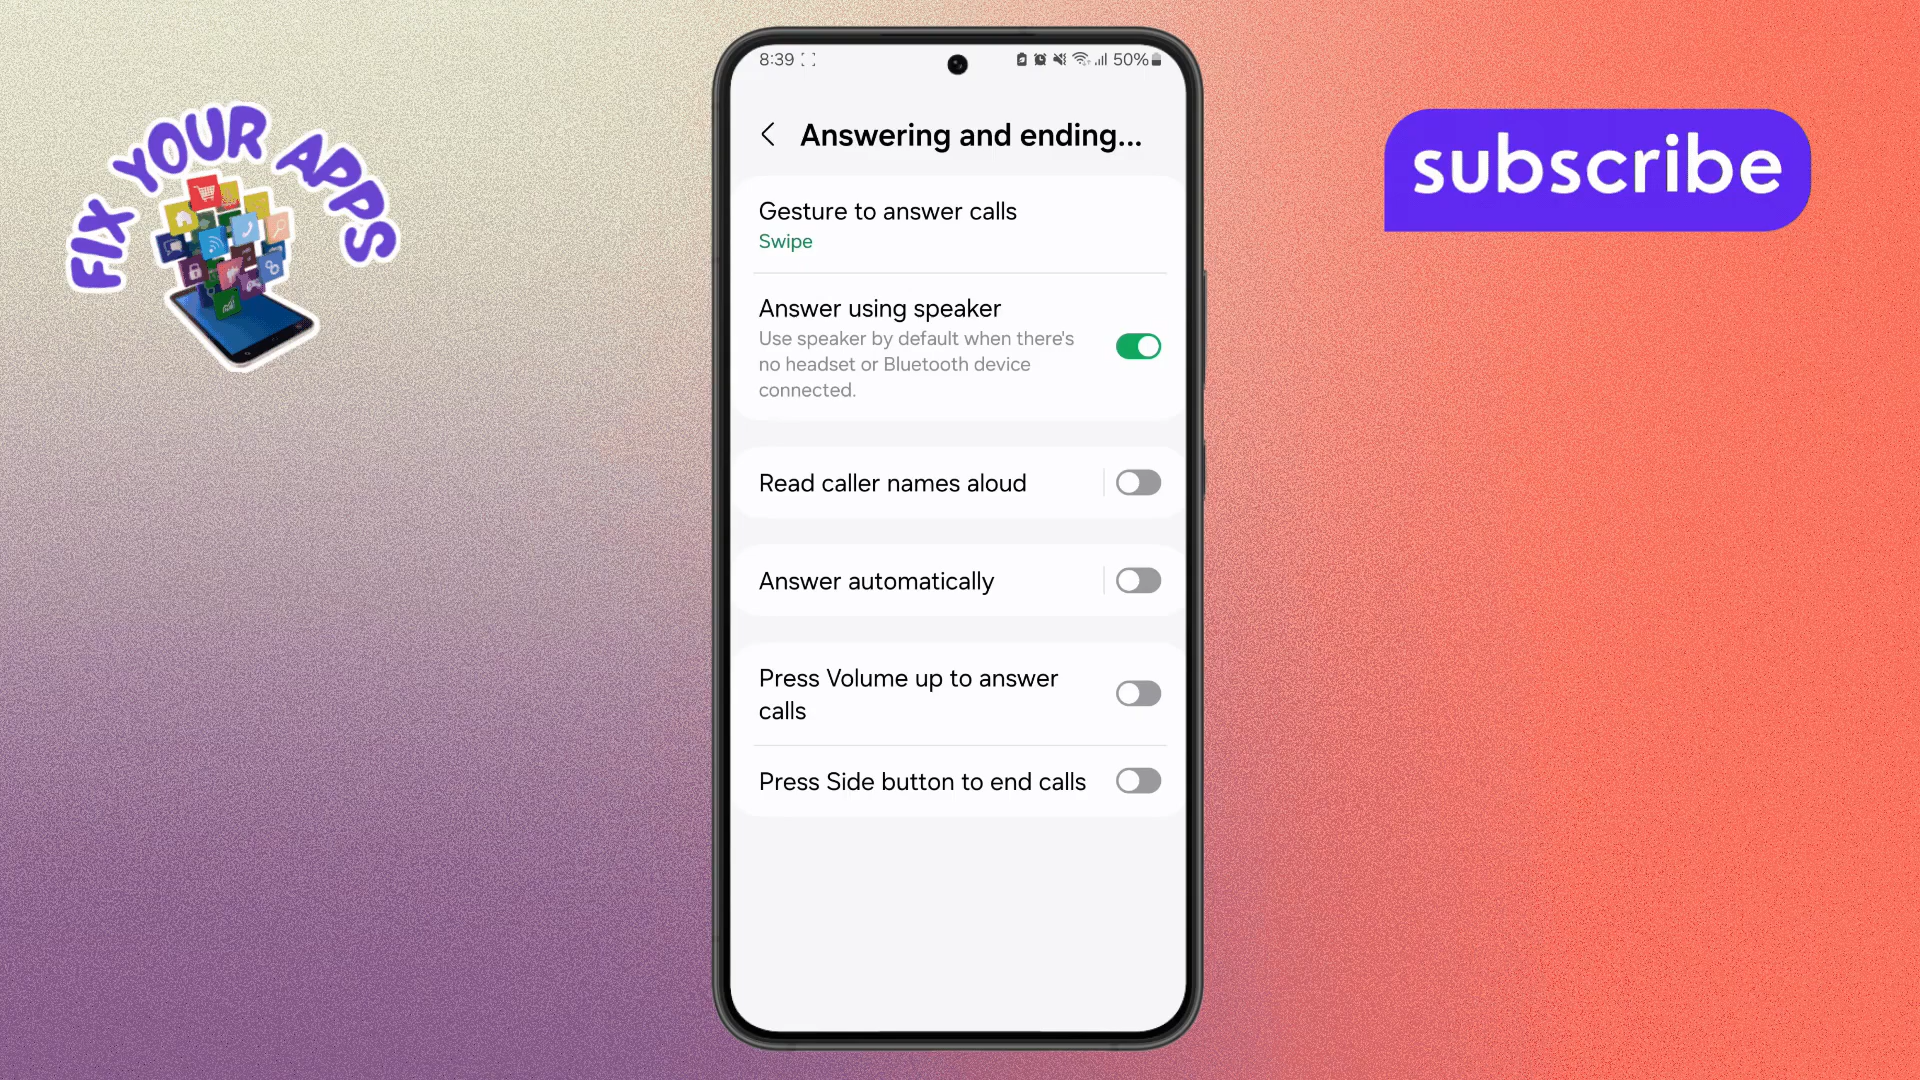 FIX YOUR APPS
subscribe
8:39
50%
Answering and ending...
Gesture to answer calls
Swipe
Answer using speaker
Use speaker by default when there's
no headset or Bluetooth device
connected.
Read caller names aloud
Answer automatically
Press Volume up to answer
calls
Press Side button to end calls